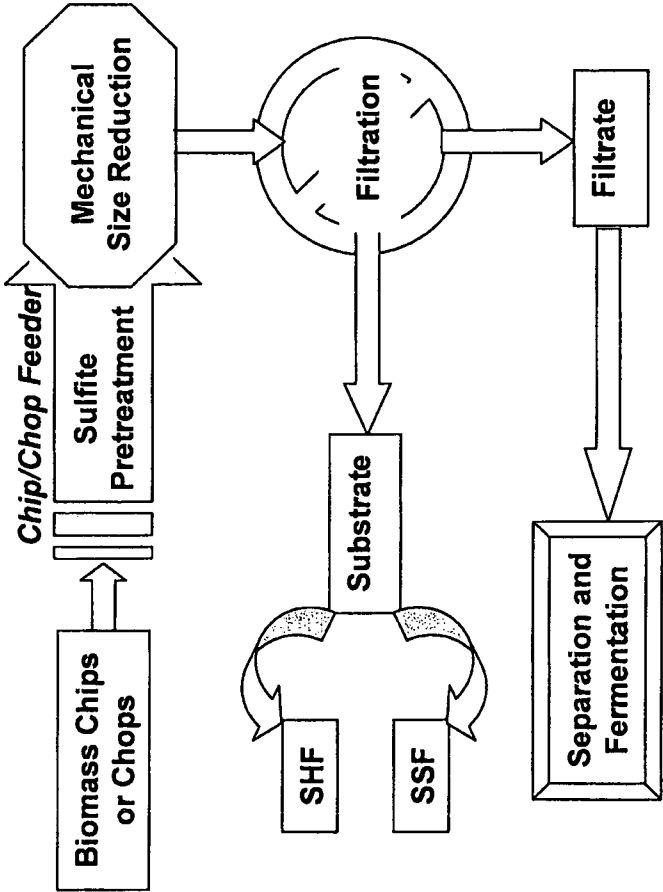 Biomass Chips
or Chops
Chip/Chop Feeder
Sulfite
Pretreatment
Mechanical
Size Reduction
Filtration
Substrate
SHF
SSF
Filtrate
Separation and
Fermentation